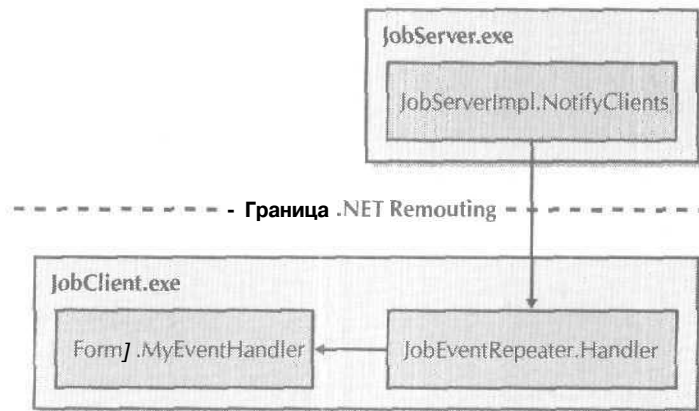 JobServer.exe
JobServerImpl.NotifyClients
- Граница .NET Remouting
JobClient.exe
Form] .MyEventHandler
JobEventRepeater.Handler